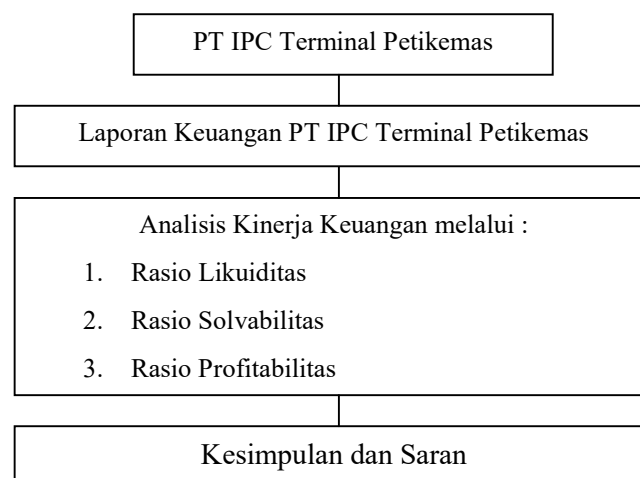 PT IPC Terminal Petikemas
Laporan Keuangan PT IPC Terminal Petikemas
Analisis Kinerja Keuangan melalui :
1. Rasio Likuiditas
2. Rasio Solvabilitas
3. Rasio Profitabilitas
Kesimpulan dan Saran